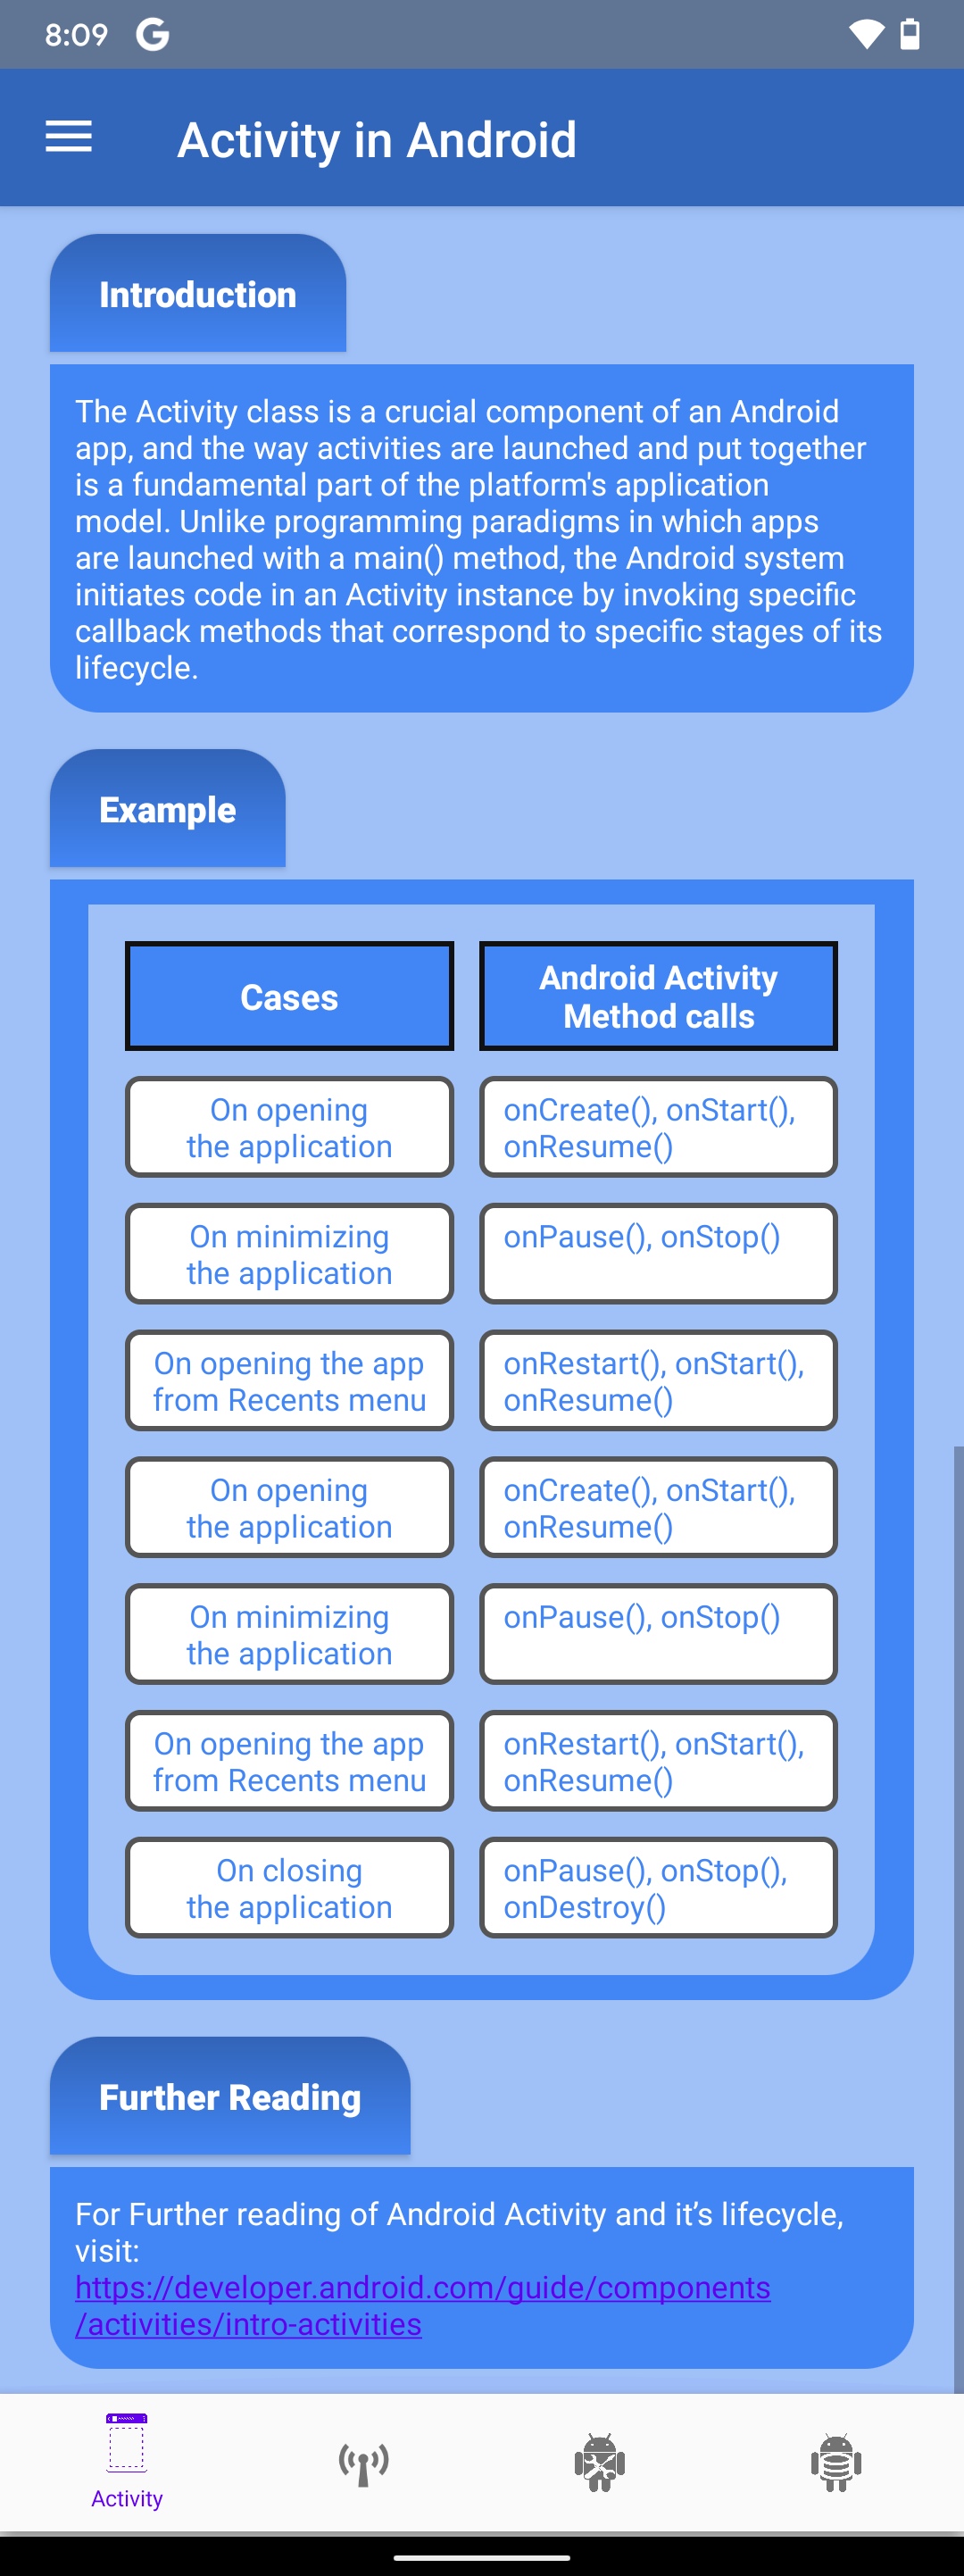 8:09
Activity in Android
Introduction
The Activity class is a crucial component of an Android
app, and the way activities are launched and put together
is a fundamental part of the platform's application
model. Unlike programming paradigms in which apps
are launched with a main() method, the Android system
initiates code in an Activity instance by invoking specific
callback methods that correspond to specific stages of its
lifecycle.
Example
Cases
Android Activity
Method calls
On opening
the application
onCreate(), onStart(),
onResume()
On minimizing
the application
onPause(), onStop()
On opening the app
from Recents menu
onRestart(), onStart(),
onResume()
On opening
the application
onCreate(), onStart(),
onResume()
On minimizing
the application
onPause(), onStop()
On opening the app
from Recents menu
onRestart(), onStart(),
onResume()
On closing
the application
onPause(), onStop(),
onDestroy()
Further Reading
For Further reading of Android Activity and it’s lifecycle,
visit:
https://developer.android.com/guide/components
/activities/intro-activities
Activity